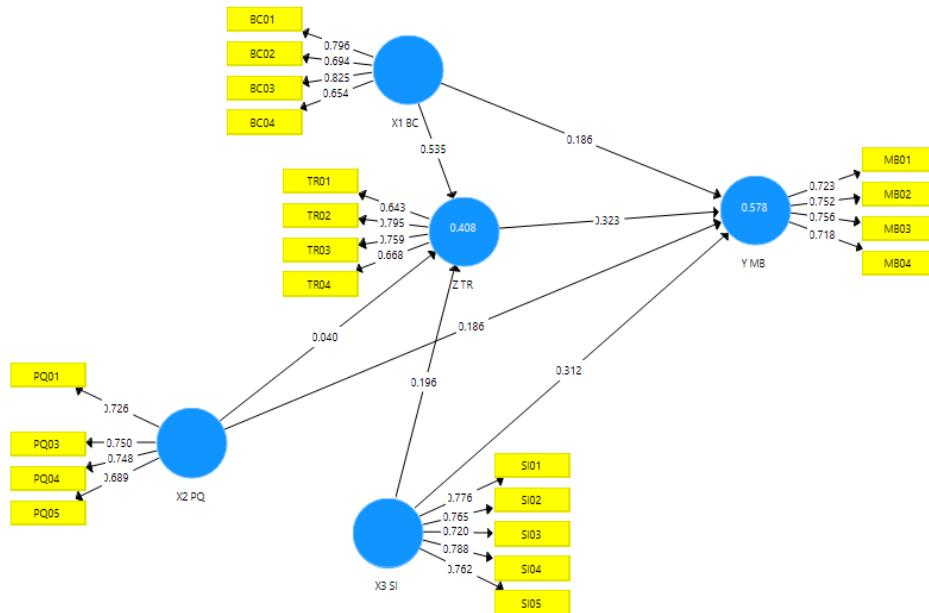 BC01
BC02
BC03
BC04
0.796
0.694
0.825
0.654
X1 BC
0.535
0.186
TR01
TR02
TR03
TR04
0.643
0.795
0.759
0.668
0.408
Z TR
0.323
0.578
Y MB
0.723
0.752
0.756
0.718
MB01
MB02
MB03
MB04
0.040
0.186
0.196
0.312
PQ01
PQ03
PQ04
PQ05
0.726
0.750
0.748
0.689
X2 PQ
X3 SI
0.776
0.765
0.720
0.788
0.762
SI01
SI02
SI03
SI04
SI05